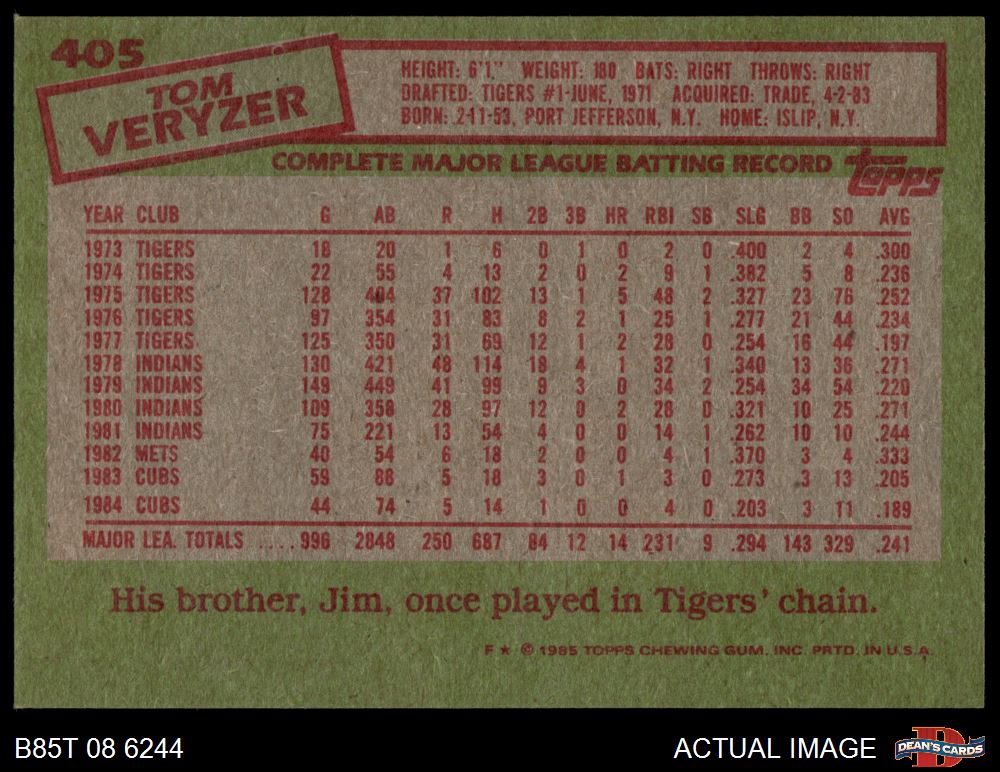 405
TOM
VERYZER
HEIGHT: 6'1" WEIGHT: 180 BATS: RIGHT THROWS: RIGHT
DRAFTED: TIGERS #1-JUNE, 1971 ACQUIRED: TRADE, 4-2-83
BORN: 2-11-53, PORT JEFFERSON, N.Y. HOME: ISLIP, N.Y.
COMPLETE MAJOR LEAGUE BATTING RECORD topps
YEAR CLUB G AB R H 2B 3B HR RBI SB SLG BB SO AVG
1973 TIGERS 18 20 1 6 0 1 0 2 0 .400 2 4 .300
1974 TIGERS 22 55 4 13 2 0 2 9 1 .382 5 8 .236
1975 TIGERS 128 404 37 102 13 1 5 48 2 .327 23 76 .252
1976 TIGERS 97 354 31 83 8 2 1 25 1 .277 21 44 .234
1977 TIGERS 125 350 31 69 12 1 2 28 0 .254 16 44 .197
1978 INDIANS 130 421 48 114 18 4 1 32 1 .340 13 36 .271
1979 INDIANS 149 449 41 99 9 3 0 34 2 .254 34 54 .220
1980 INDIANS 109 358 28 97 12 0 2 28 0 .321 10 25 .271
1981 INDIANS 75 221 13 54 4 0 0 14 1 .262 10 10 .244
1982 METS 40 54 6 18 2 0 0 4 1 .370 3 4 .333
1983 CUBS 59 88 5 18 3 0 1 3 0 .273 3 13 .205
1984 CUBS 44 74 5 14 1 0 0 4 0 .203 3 11 .189
MAJOR LEA. TOTALS ....996 2848 250 687 84 12 14 231 9 .294 143 329 .241
His brother, Jim, once played in Tigers' chain.
F ★ © 1985 TOPPS CHEWING GUM, INC. PRTD. IN U.S.A.
B85T 08 6244 ACTUAL IMAGE D DEAN'S CARDS